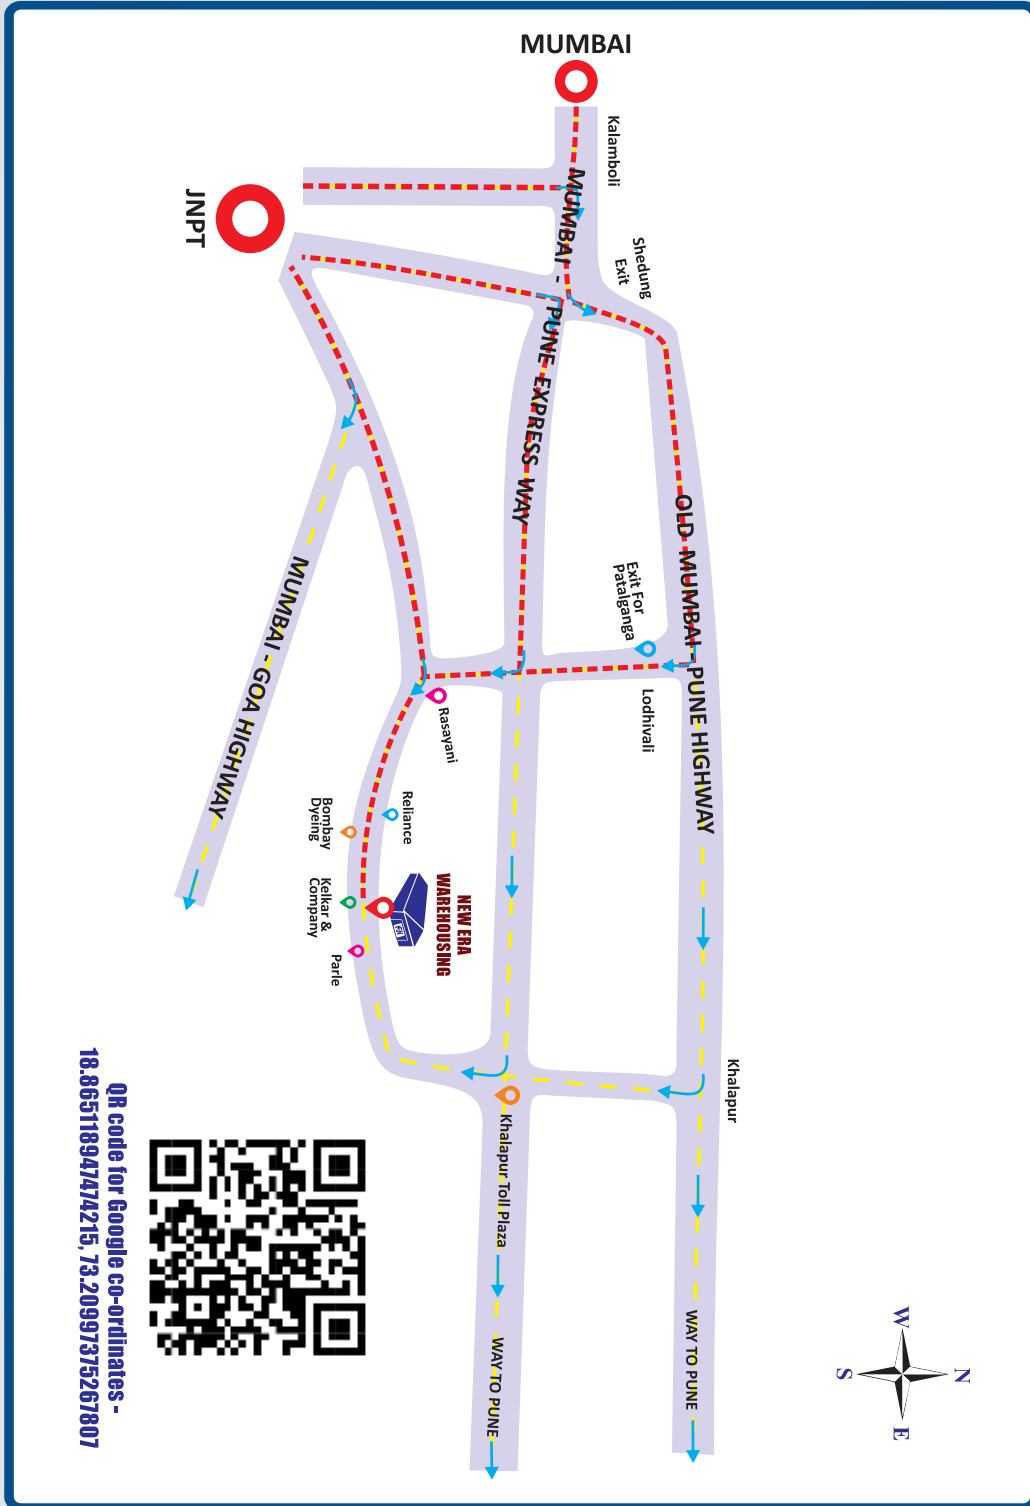 MUMBAI
Kalamboli
JNPT
Shedung
Exit
MUMBAI - PUNE EXPRESS WAY
OLD MUMBAI - PUNE HIGHWAY
Exit For
Patalganga
Lodhivali
MUMBAI - GOA HIGHWAY
Rasayani
Reliance
Bombay
Dyeing
Kelkar &
Company
NEW ERA
WAREHOUSING
Parle
Khalapur
Khalapur Toll Plaza
WAY TO PUNE
WAY TO PUNE
QR code for Google co-ordinates -
18.865118947474215, 73.20997375267807
N
W
E
S